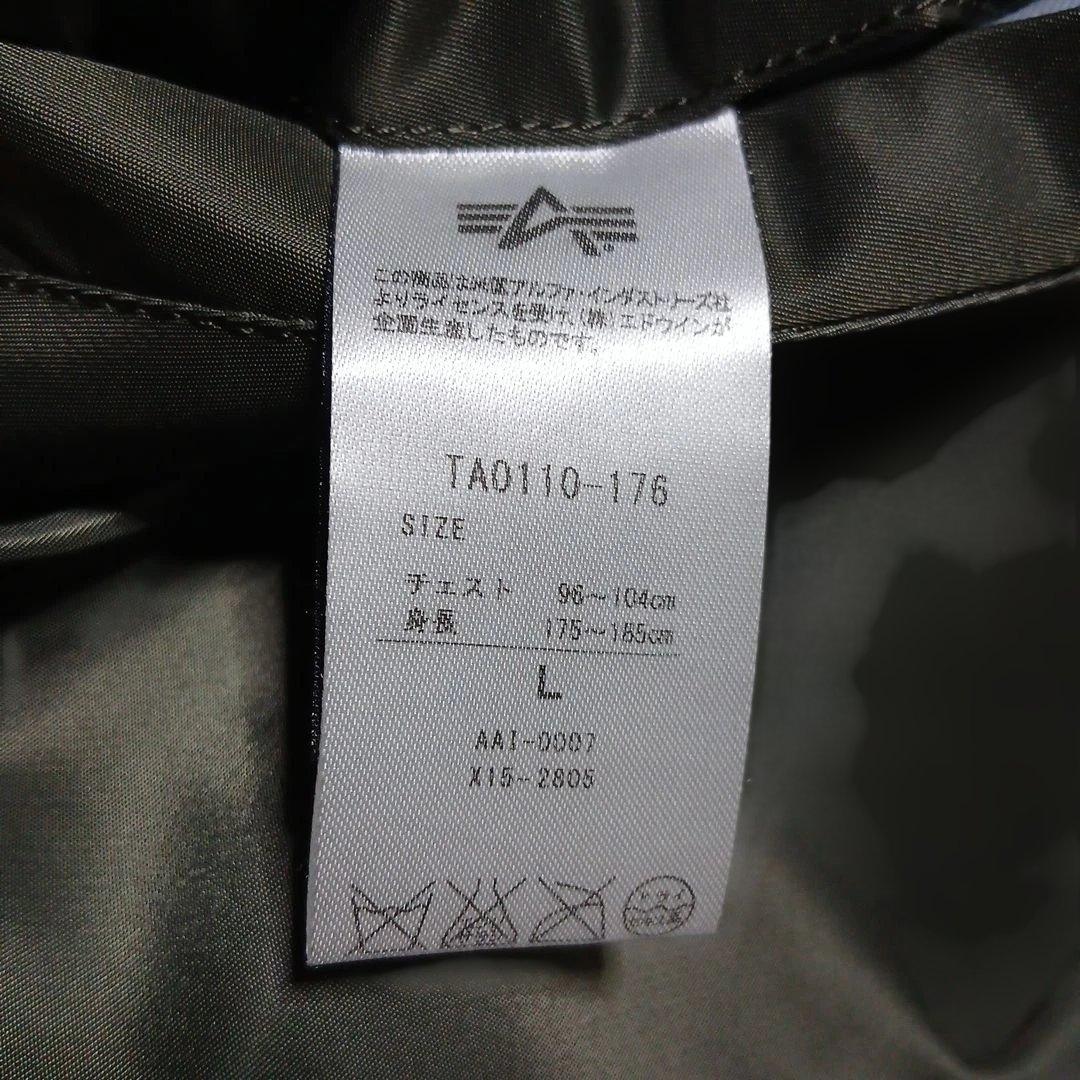 この商品は米国アルファ・インダストリーズ社
よりライセンスを受け、(株)エドウインが
企画生産したものです。
TA0110-176
SIZE
チェスト 96～104cm
身長 175～185cm
L
AAI-0007
X15-2805